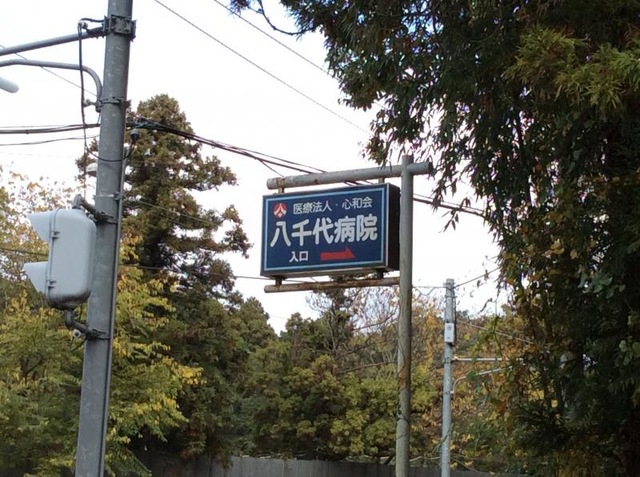 医療法人・心和会
八千代病院
入口